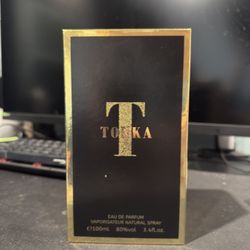 T
TONKA
EAU DE PARFUM
VAPORISATEUR NATURAL SPRAY
℮100ml 80%vol 3.4fl.oz.